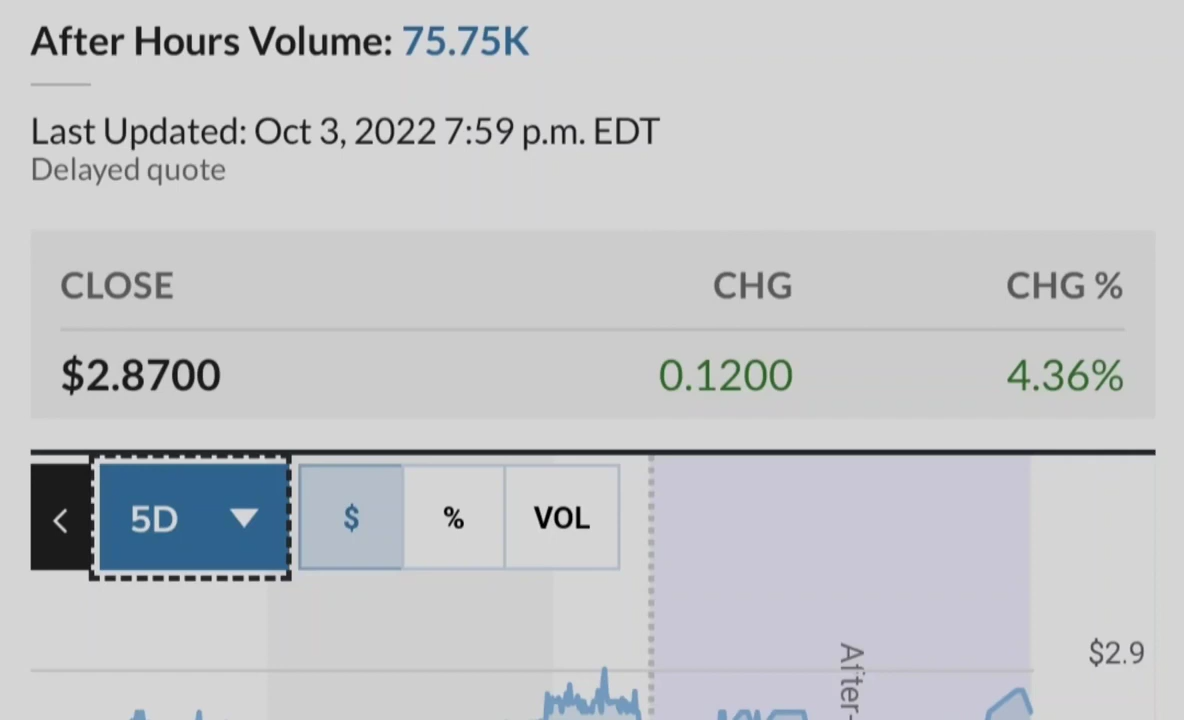 After Hours Volume: 75.75K
Last Updated: Oct 3, 2022 7:59 p.m. EDT
Delayed quote
CLOSE CHG CHG %
$2.8700 0.1200 4.36%
5D $ % VOL
$2.9
After-